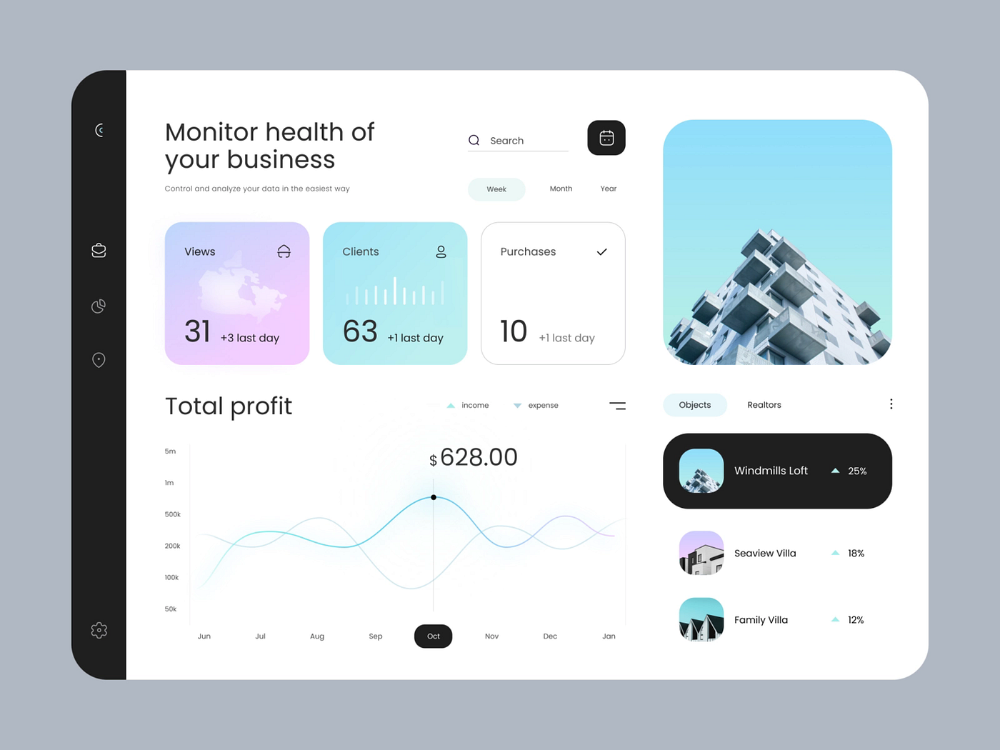 Monitor health of
your business
Control and analyze your data in the easiest way
Search
Week Month Year
Views
31 +3 last day
Clients
63 +1 last day
Purchases
10 +1 last day
Total profit
income expense
$628.00
5m
1m
500k
200k
100k
50k
Jun Jul Aug Sep Oct Nov Dec Jan
Objects Realtors
Windmills Loft 25%
Seaview Villa 18%
Family Villa 12%